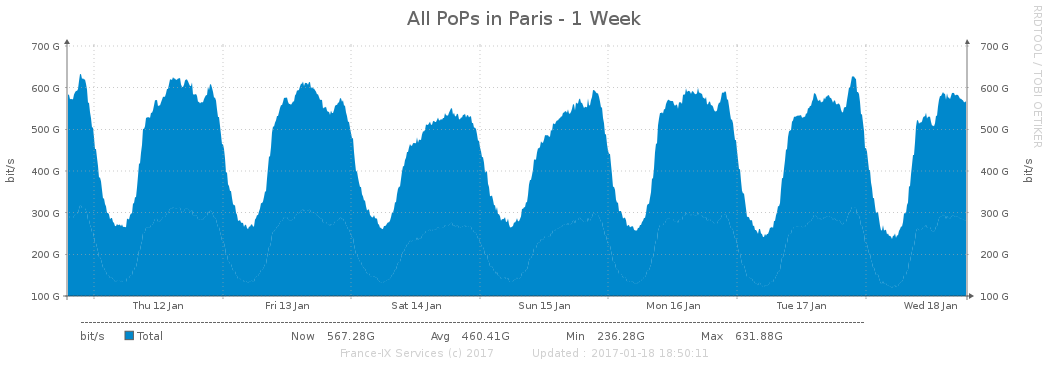 All PoPs in Paris - 1 Week
RRDTOOL / TOBI OETIKER
700 G 700 G
600 G 600 G
500 G 500 G
400 G 400 G
bit/s bit/s
300 G 300 G
200 G 200 G
100 G 100 G
Thu 12 Jan Fri 13 Jan Sat 14 Jan Sun 15 Jan Mon 16 Jan Tue 17 Jan Wed 18 Jan
bit/s Total Now 567.28G Avg 460.41G Min 236.28G Max 631.88G
France-IX Services (c) 2017 Updated : 2017-01-18 18:50:11